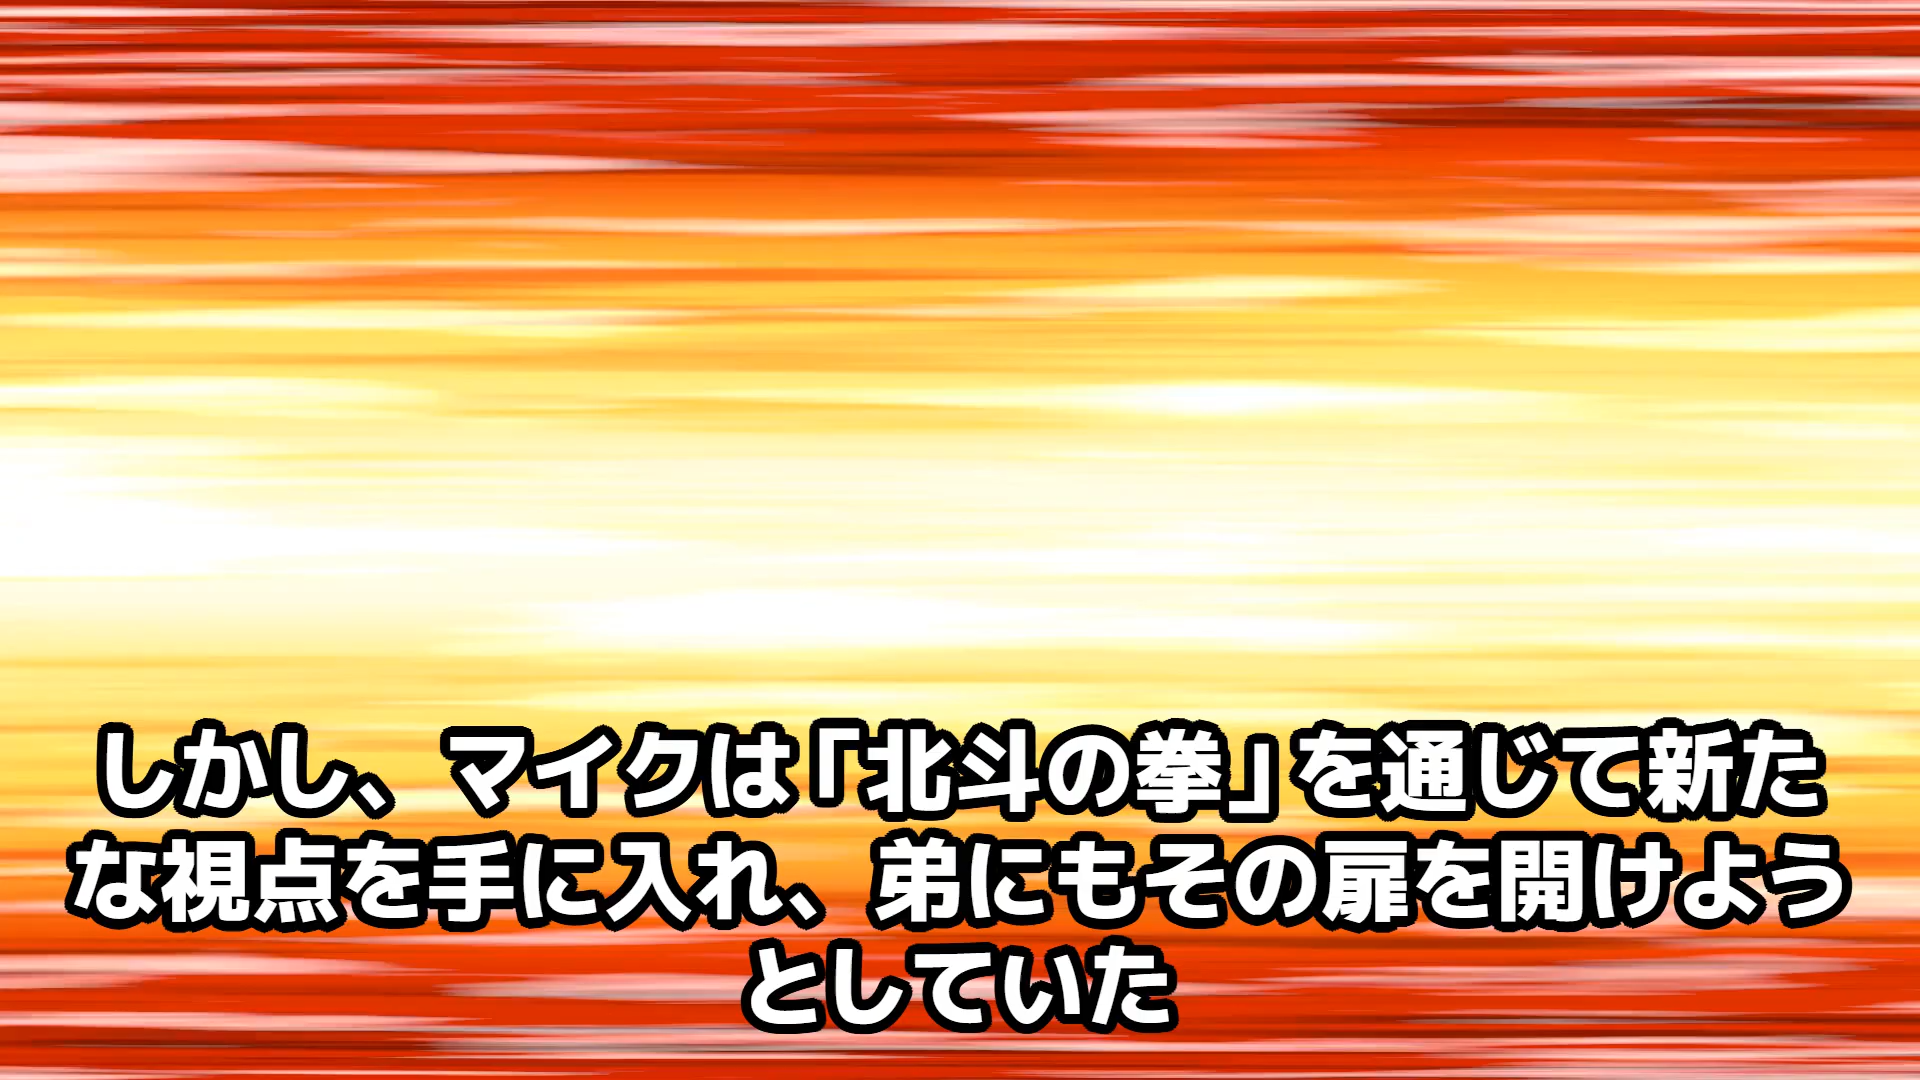 しかし、マイクは「北斗の拳」を通じて新た
な視点を手に入れ、弟にもその扉を開けよう
としていた